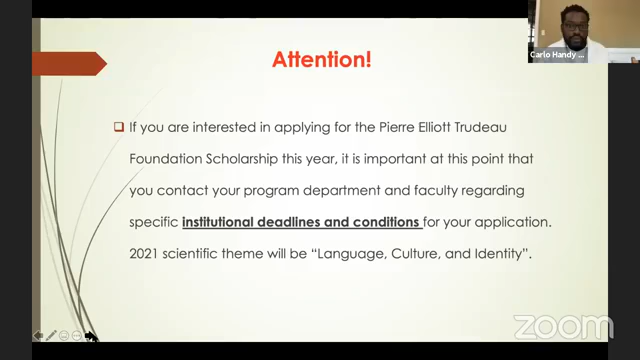 Attention!
Carlo Handy ...
If you are interested in applying for the Pierre Elliott Trudeau
Foundation Scholarship this year, it is important at this point that
you contact your program department and faculty regarding
specific institutional deadlines and conditions for your application.
2021 scientific theme will be “Language, Culture, and Identity”.
zoom